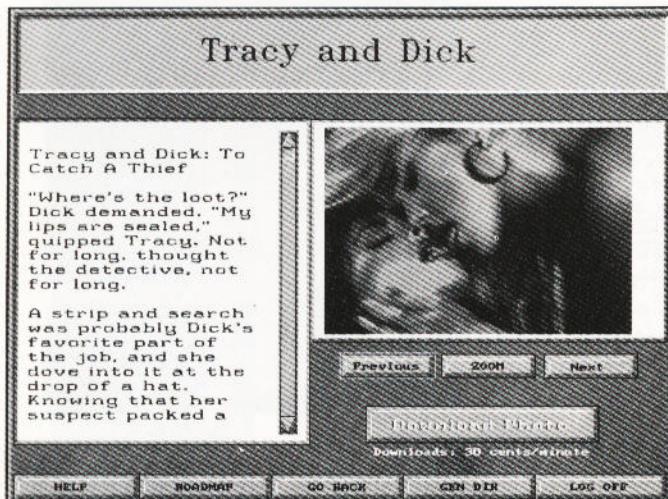 Tracy and Dick
Tracy and Dick: To
Catch A Thief
"Where's the loot?"
Dick demanded. "My
lips are sealed,"
quipped Tracy. Not
for long, thought
the detective, not
for long.
A strip and search
was probably Dick's
favorite part of
the job, and she
dove into it at the
drop of a hat.
Knowing that her
suspect packed a
Previous ZOOM Next
Download Photo
Downloads: 30 cents/minute
HELP ROADMAP GO BACK GEN DIR LOG OFF